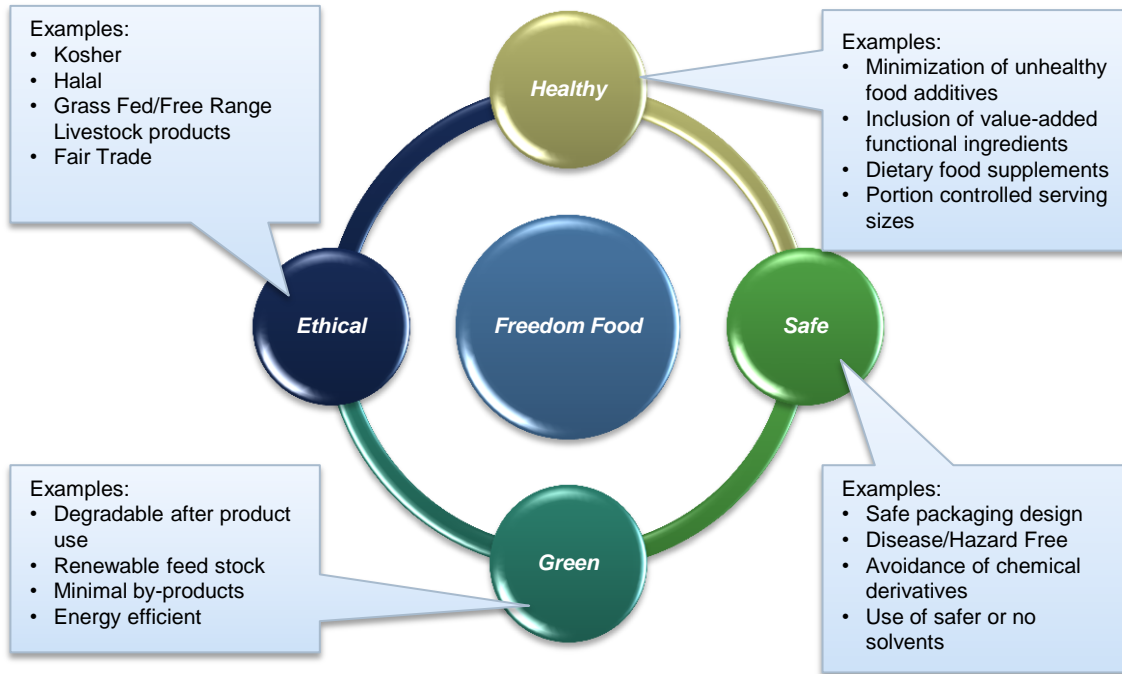 Examples:
• Kosher
• Halal
• Grass Fed/Free Range
Livestock products
• Fair Trade
Healthy
Examples:
• Minimization of unhealthy
food additives
• Inclusion of value-added
functional ingredients
• Dietary food supplements
• Portion controlled serving
sizes
Ethical
Freedom Food
Safe
Examples:
• Degradable after product
use
• Renewable feed stock
• Minimal by-products
• Energy efficient
Green
Examples:
• Safe packaging design
• Disease/Hazard Free
• Avoidance of chemical
derivatives
• Use of safer or no
solvents